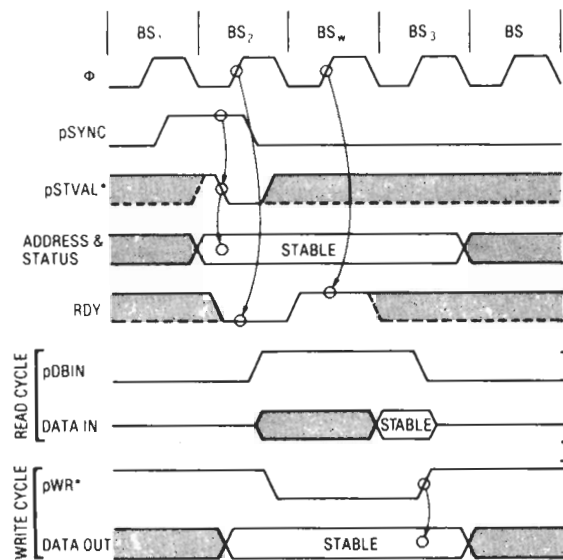 BS₁ BS₂ BSw BS₃ BS
Φ
pSYNC
pSTVAL*
ADDRESS &
STATUS
STABLE
RDY
READ CYCLE
pDBIN
DATA IN
STABLE
WRITE CYCLE
pWR*
DATA OUT
STABLE